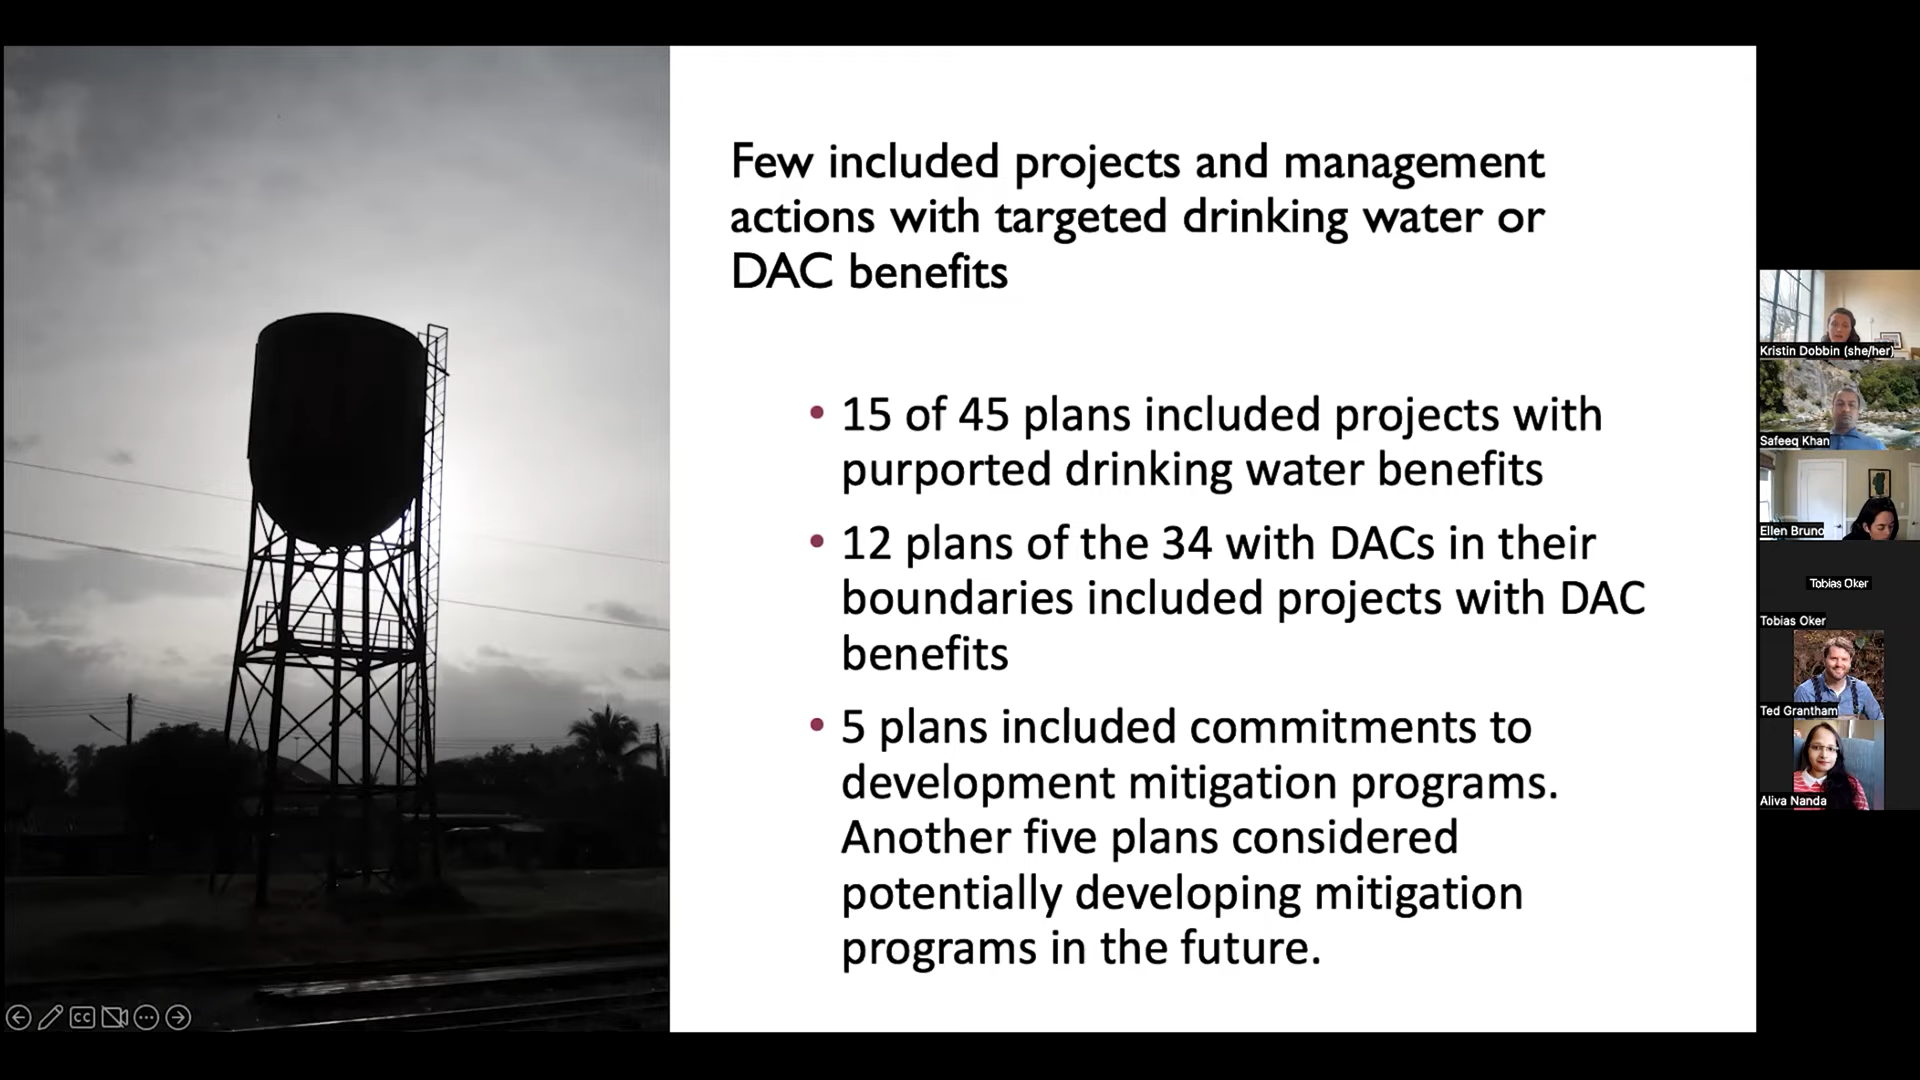 Few included projects and management
actions with targeted drinking water or
DAC benefits
• 15 of 45 plans included projects with
purported drinking water benefits
• 12 plans of the 34 with DACs in their
boundaries included projects with DAC
benefits
• 5 plans included commitments to
development mitigation programs.
Another five plans considered
potentially developing mitigation
programs in the future.
Kristin Dobbin (she/her)
Safeeq Khan
Ellen Bruno
Tobias Oker
Tobias Oker
Ted Grantham
Aliva Nanda
CC